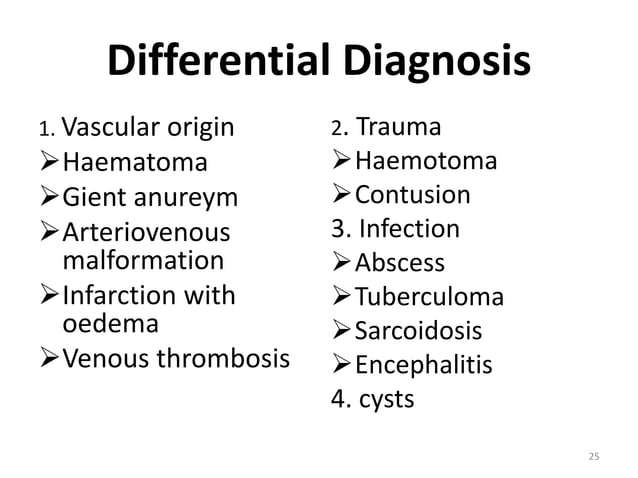 Differential Diagnosis
1. Vascular origin
➢Haematoma
➢Gient anureym
➢Arteriovenous
malformation
➢Infarction with
oedema
➢Venous thrombosis
2. Trauma
➢Haemotoma
➢Contusion
3. Infection
➢Abscess
➢Tuberculoma
➢Sarcoidosis
➢Encephalitis
4. cysts
25